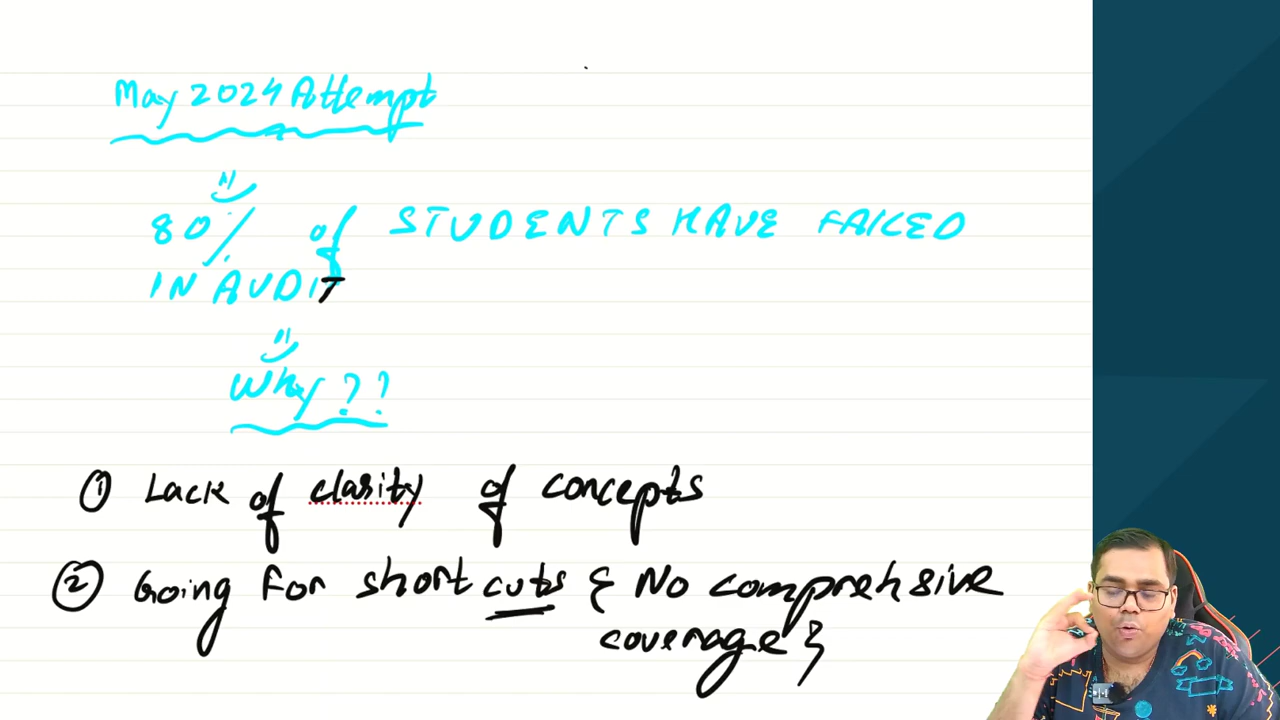 May 2024 Attempt
80% of STUDENTS HAVE FAILED
IN AUDIT
Why??
① Lack of clarity of concepts
② Going for short cuts & No comprehensive
coverage }